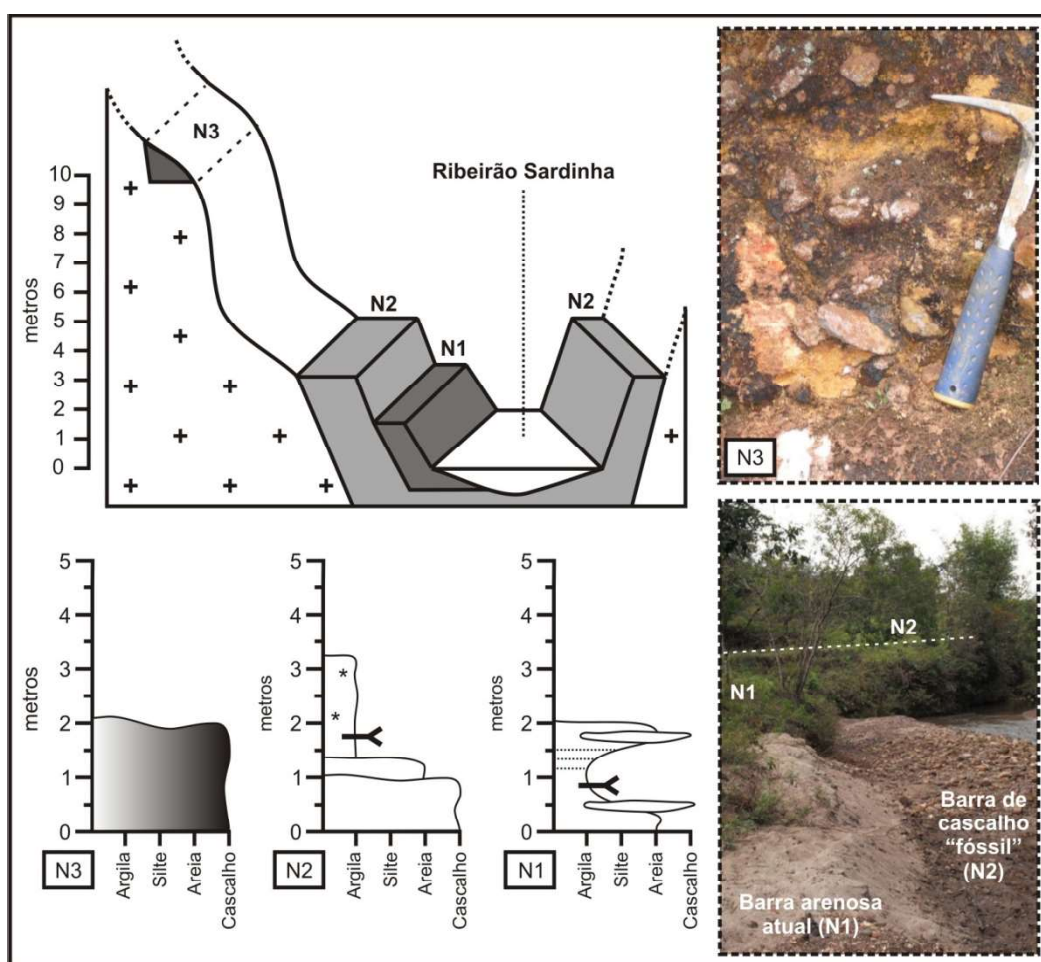 N3
Ribeirão Sardinha
N2
N2
N1
metros
10
9
8
7
6
5
4
3
2
1
0
N3
metros
5
4
3
2
1
0
N3
Argila
Silte
Areia
Cascalho
metros
5
4
3
2
1
0
N2
Argila
Silte
Areia
Cascalho
metros
5
4
3
2
1
0
N1
Argila
Silte
Areia
Cascalho
N2
N1
Barra de
cascalho
“fóssil”
(N2)
Barra arenosa
atual (N1)